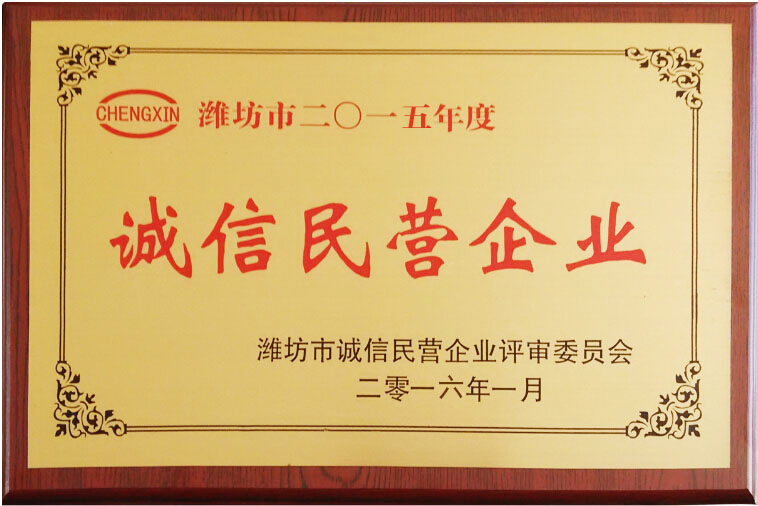 CHENGXIN 潍坊市二〇一五年度
诚信民营企业
潍坊市诚信民营企业评审委员会
二零一六年一月